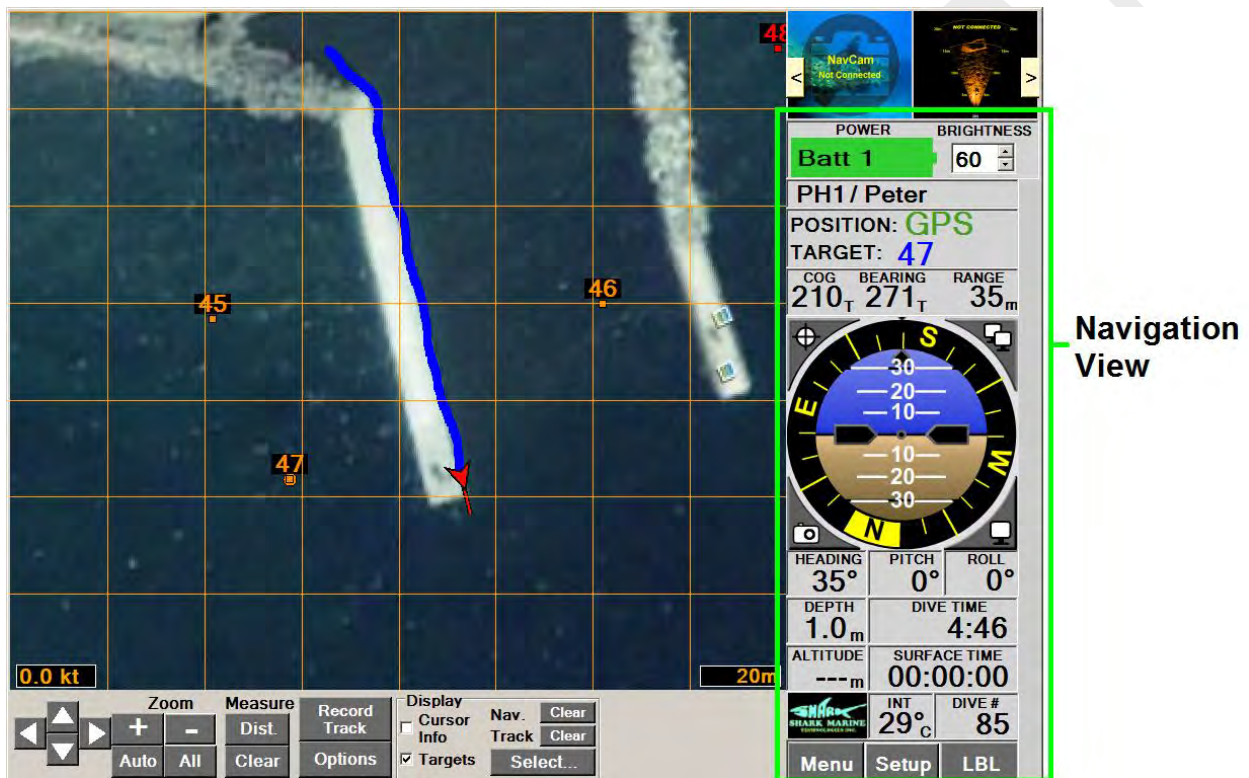 48
NavCam
Not Connected
NOT CONNECTED
<
>
POWER
BRIGHTNESS
Batt 1
60
PH1/ Peter
POSITION: GPS
TARGET: 47
COG BEARING RANGE
210T 271T 35m
45
46
47
S
E
W
N
30
20
10
10
20
30
Navigation
View
HEADING PITCH ROLL
35° 0° 0°
DEPTH DIVE TIME
1.0 m 4:46
ALTITUDE SURFACE TIME
---m 00:00:00
SHARK MARINE
TECHNOLOGIES INC.
INT DIVE #
29°C 85
Menu Setup LBL
0.0 kt
20m
Zoom
+ -
Auto All
Measure
Dist.
Clear
Record
Track
Options
Display
Cursor
Info
Targets
Nav. Clear
Track Clear
Select...